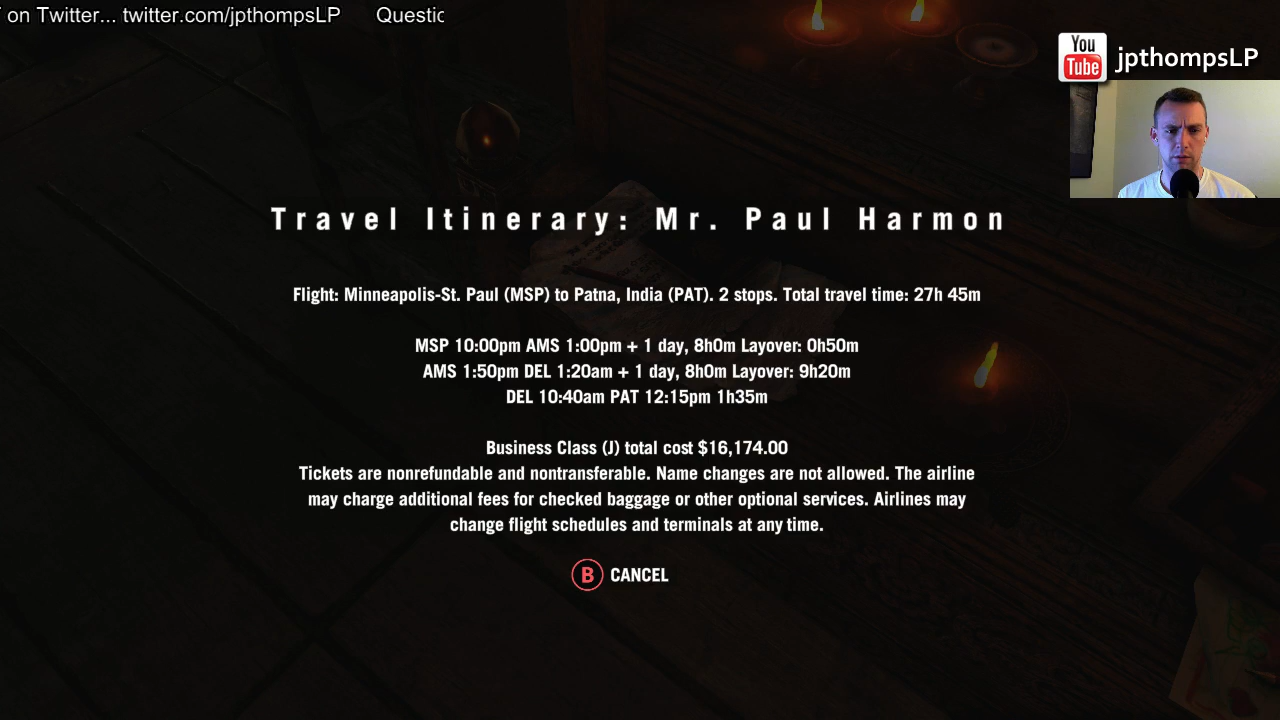 on Twitter... twitter.com/jpthompsLP Questic
You
Tube
jpthompsLP
Travel Itinerary: Mr. Paul Harmon
Flight: Minneapolis-St. Paul (MSP) to Patna, India (PAT). 2 stops. Total travel time: 27h 45m
MSP 10:00pm AMS 1:00pm + 1 day, 8h0m Layover: 0h50m
AMS 1:50pm DEL 1:20am + 1 day, 8h0m Layover: 9h20m
DEL 10:40am PAT 12:15pm 1h35m
Business Class (J) total cost $16,174.00
Tickets are nonrefundable and nontransferable. Name changes are not allowed. The airline
may charge additional fees for checked baggage or other optional services. Airlines may
change flight schedules and terminals at any time.
B CANCEL